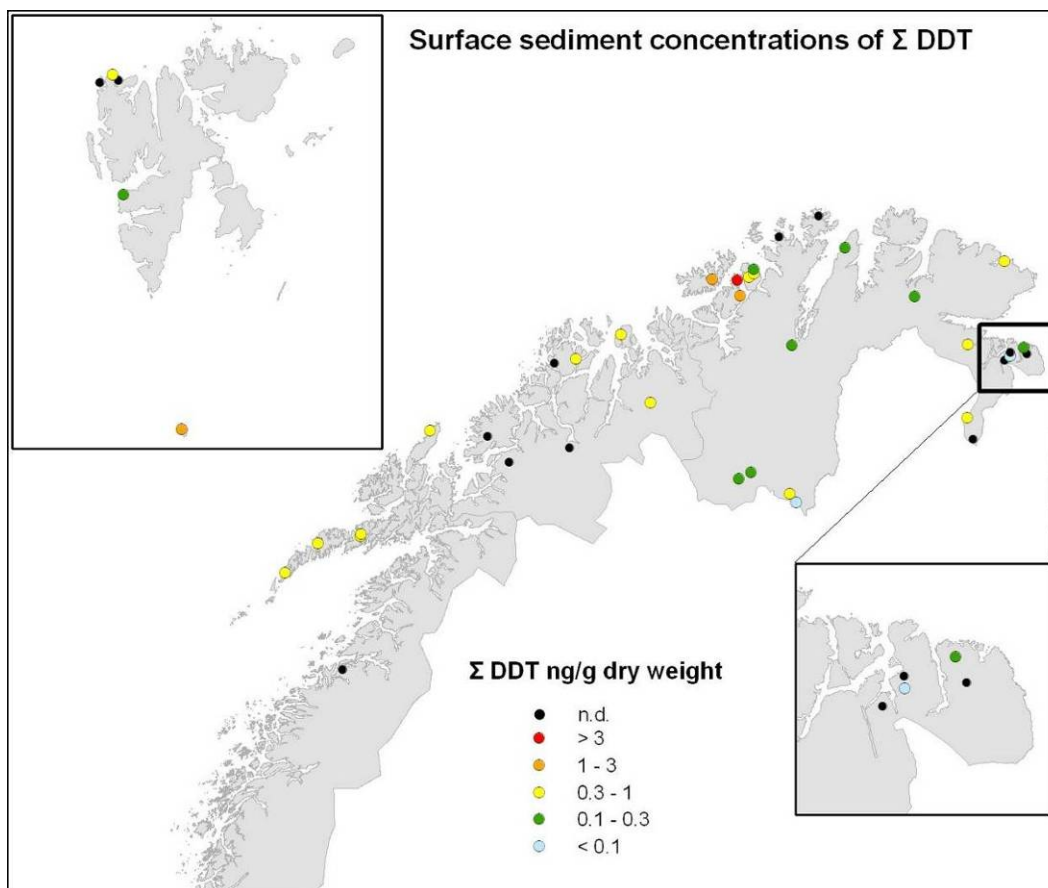 Surface sediment concentrations of Σ DDT
Σ DDT ng/g dry weight
n.d.
> 3
1 - 3
0.3 - 1
0.1 - 0.3
< 0.1